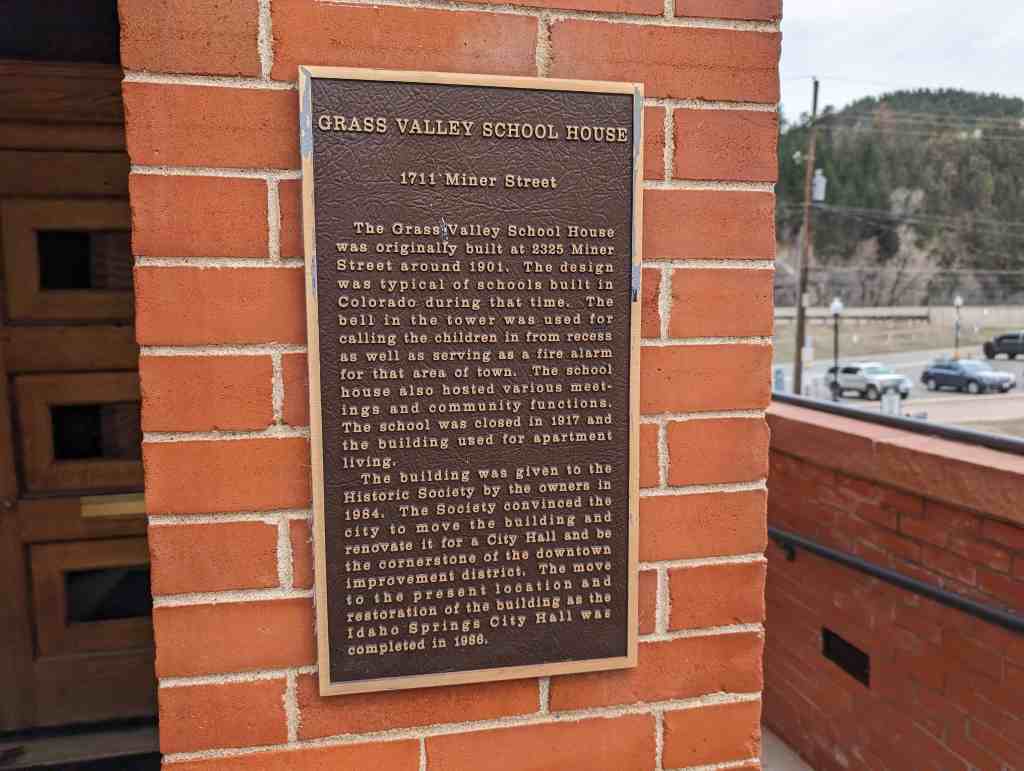 GRASS VALLEY SCHOOL HOUSE
1711 Miner Street
The Grass Valley School House
was originally built at 2325 Miner
Street around 1901. The design
was typical of schools built in
Colorado during that time. The
bell in the tower was used for
calling the children in from recess
as well as serving as a fire alarm
for that area of town. The school
house also hosted various meet-
ings and community functions.
The school was closed in 1917 and
the building used for apartment
living.
The building was given to the
Historic Society by the owners in
1984. The Society convinced the
city to move the building and
renovate it for a City Hall and be
the cornerstone of the downtown
improvement district. The move
to the present location and
restoration of the building as the
Idaho Springs City Hall was
completed in 1986.